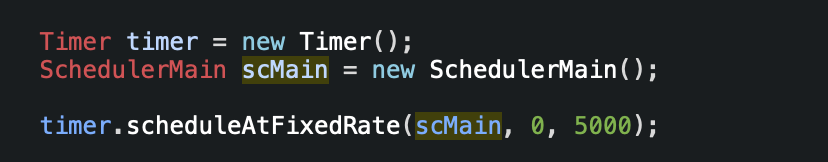 Timer timer = new Timer();
SchedulerMain scMain = new SchedulerMain();
timer.scheduleAtFixedRate(scMain, 0, 5000);